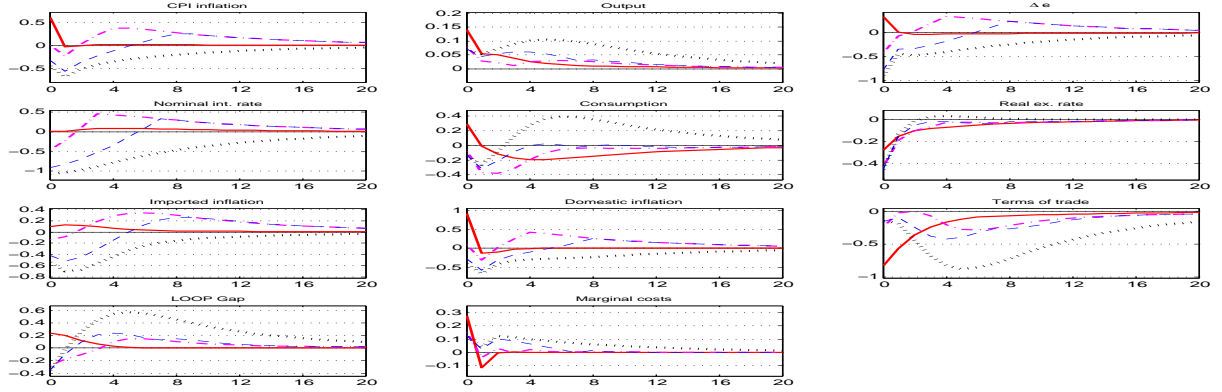 CPI inflation Output Δ e
0.5 0.2
0 0.15 0
0.1
−0.5 0.05 −0.5
0 −1
0 4 8 12 16 20 0 4 8 12 16 20 0 4 8 12 16 20
Nominal int. rate Consumption Real ex. rate
0.5 0.4 0
0 0.2
0 −0.2
−0.5 −0.2 −0.4
−1 −0.4
0 4 8 12 16 20 0 4 8 12 16 20 0 4 8 12 16 20
Imported inflation Domestic inflation Terms of trade
0.4 1 0
0.2 0.5
0 0 −0.5
−0.2
−0.4
−0.6 −0.5
−0.8 −1
0 4 8 12 16 20 0 4 8 12 16 20 0 4 8 12 16 20
LOOP Gap Marginal costs
0.6 0.3
0.4 0.2
0.2 0.1
0 0
−0.2 −0.1
0 4 8 12 16 20 0 4 8 12 16 20